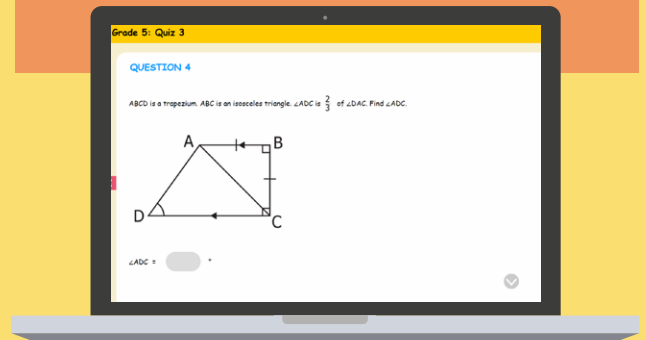 Grade 5: Quiz 3
QUESTION 4
ABCD is a trapezium. ABC is an isosceles triangle. ∠ADC is 2/3 of ∠DAC. Find ∠ADC.
A B
D C
∠ADC = °